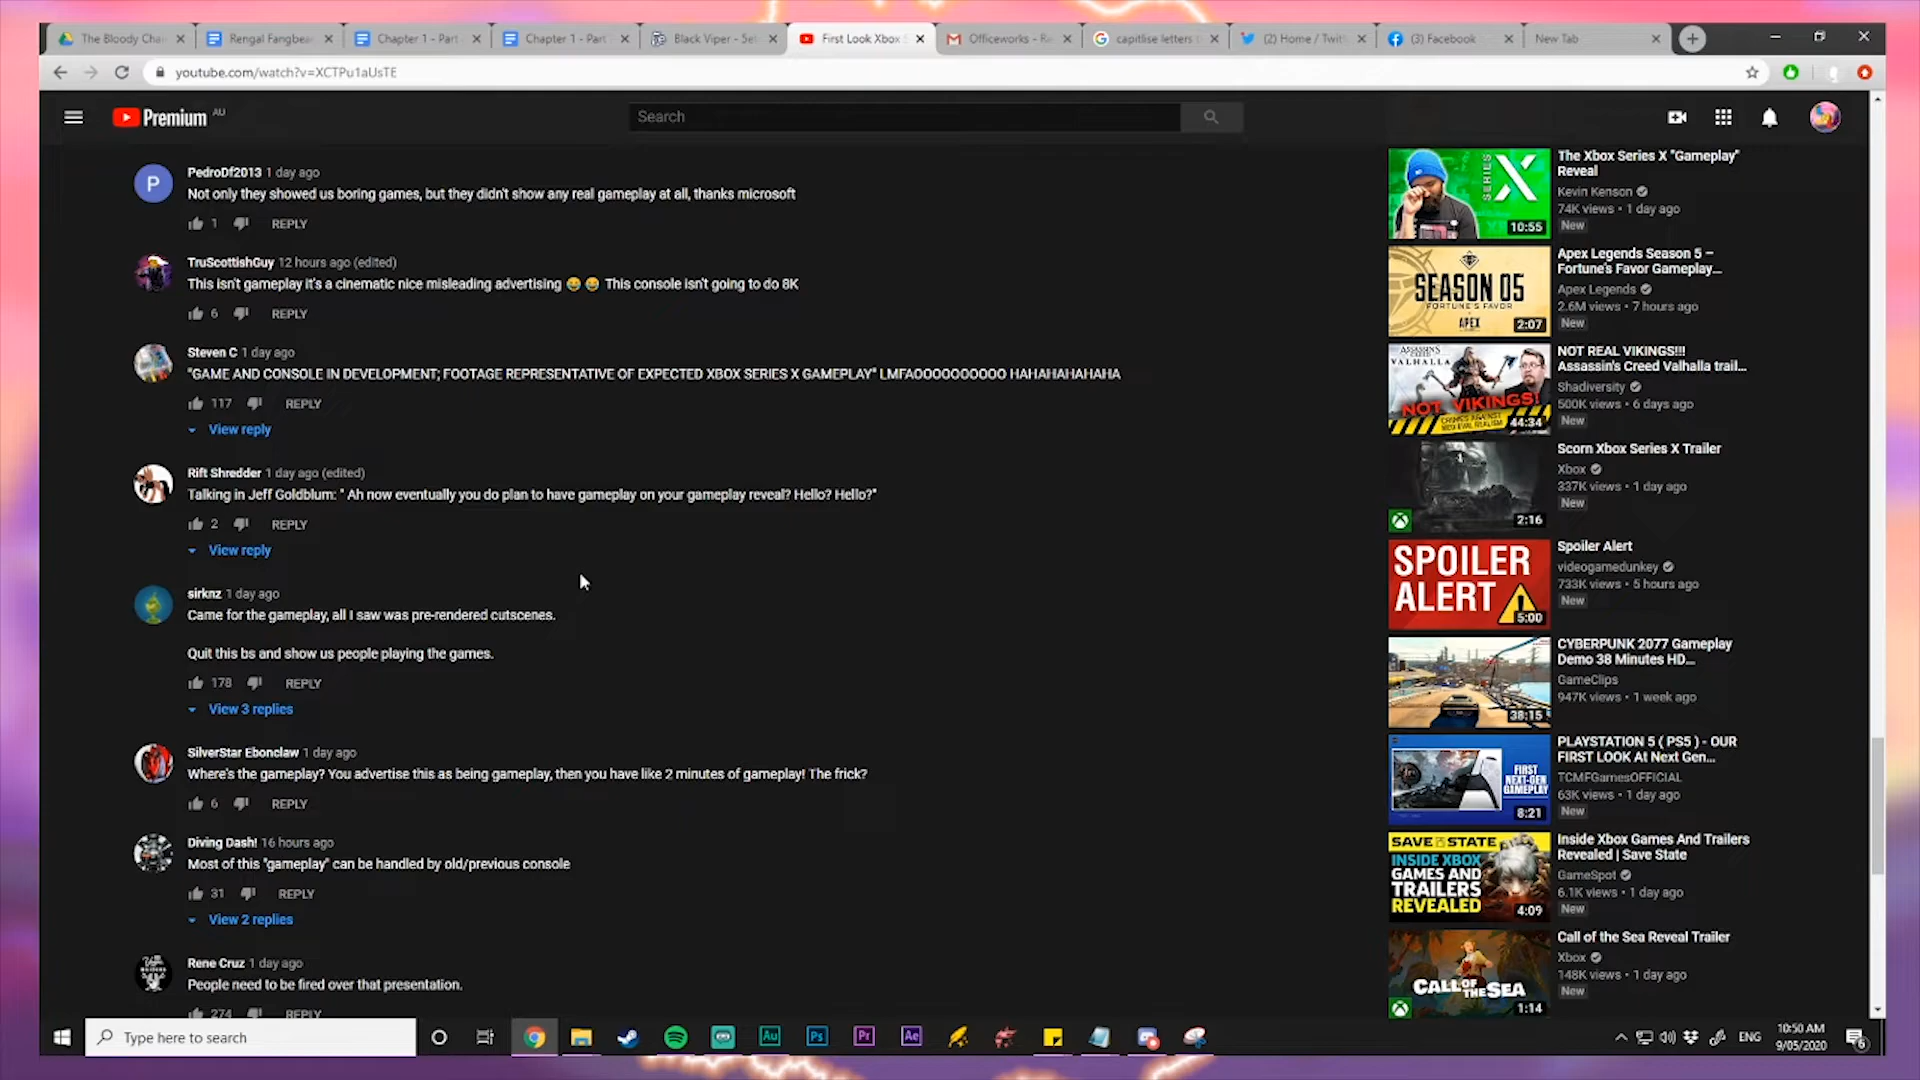 The Bloody Cha
Rengal Fangbea
Chapter 1 - Part
Chapter 1 - Part
Black Viper - Set
First Look Xbox S
Officeworks - Re
capitlise letters t
(2) Home / Twit
(3) Facebook
New Tab
youtube.com/watch?v=XCTPu1aUsTE
Premium AU
Search
PedroDf2013 1 day ago
Not only they showed us boring games, but they didn't show any real gameplay at all, thanks microsoft
1 REPLY
TruScottishGuy 12 hours ago (edited)
This isn't gameplay it's a cinematic nice misleading advertising 😂 😂 This console isn't going to do 8K
6 REPLY
Steven C 1 day ago
"GAME AND CONSOLE IN DEVELOPMENT; FOOTAGE REPRESENTATIVE OF EXPECTED XBOX SERIES X GAMEPLAY" LMFAOOOOOOOOOO HAHAHAHAHAHA
117 REPLY
View reply
Rift Shredder 1 day ago (edited)
Talking in Jeff Goldblum: " Ah now eventually you do plan to have gameplay on your gameplay reveal? Hello? Hello?"
2 REPLY
View reply
sirknz 1 day ago
Came for the gameplay, all I saw was pre-rendered cutscenes.
Quit this bs and show us people playing the games.
178 REPLY
View 3 replies
SilverStar Ebonclaw 1 day ago
Where's the gameplay? You advertise this as being gameplay, then you have like 2 minutes of gameplay! The frick?
6 REPLY
Diving Dash! 16 hours ago
Most of this "gameplay" can be handled by old/previous console
31 REPLY
View 2 replies
Rene Cruz 1 day ago
People need to be fired over that presentation.
274 REPLY
SERIES X
10:55
The Xbox Series X "Gameplay"
Reveal
Kevin Kenson
74K views • 1 day ago
New
SEASON 05
FORTUNE'S FAVOR
APEX
2:07
Apex Legends Season 5 –
Fortune's Favor Gameplay...
Apex Legends
2.6M views • 7 hours ago
New
ASSASSIN'S CREED
VALHALLA
NOT VIKINGS!
44:34
NOT REAL VIKINGS!!!
Assassin's Creed Valhalla trail...
Shadiversity
500K views • 6 days ago
New
2:16
Scorn Xbox Series X Trailer
Xbox
337K views • 1 day ago
New
SPOILER
ALERT
5:00
Spoiler Alert
videogamedunkey
733K views • 5 hours ago
New
38:15
CYBERPUNK 2077 Gameplay
Demo 38 Minutes HD...
GameClips
947K views • 1 week ago
FIRST
NEXT-GEN
GAMEPLAY
8:21
PLAYSTATION 5 ( PS5 ) - OUR
FIRST LOOK At Next Gen...
TCMFGamesOFFICIAL
63K views • 1 day ago
New
SAVE STATE
INSIDE XBOX
GAMES AND
TRAILERS
REVEALED
4:09
Inside Xbox Games And Trailers
Revealed | Save State
GameSpot
6.1K views • 1 day ago
New
CALL OF THE SEA
1:14
Call of the Sea Reveal Trailer
Xbox
148K views • 1 day ago
New
Type here to search
Au
Ps
Pr
Ae
ENG
10:50 AM
9/05/2020
6